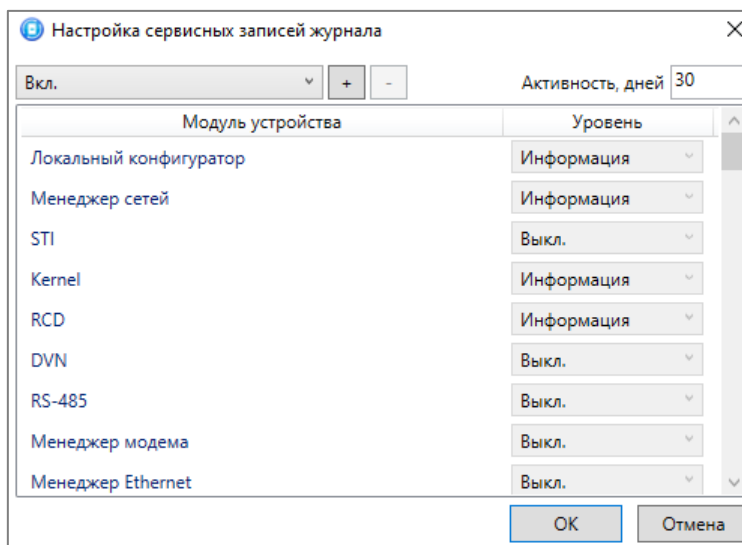 Настройка сервисных записей журнала
Вкл. + - Активность, дней 30
Модуль устройства Уровень
Локальный конфигуратор Информация
Менеджер сетей Информация
STI Выкл.
Kernel Информация
RCD Информация
DVN Выкл.
RS-485 Выкл.
Менеджер модема Выкл.
Менеджер Ethernet Выкл.
ОК Отмена